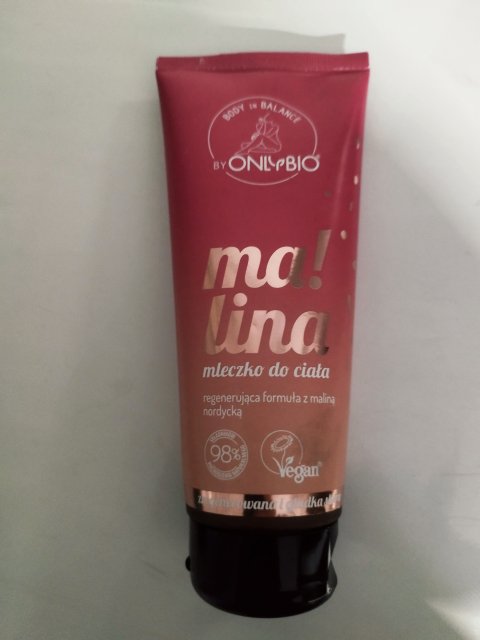 BODY IN BALANCE
BY ONLYBIO
ma!
lina
mleczko do ciała
regenerująca formuła z maliną
nordycką
98%
Vegan